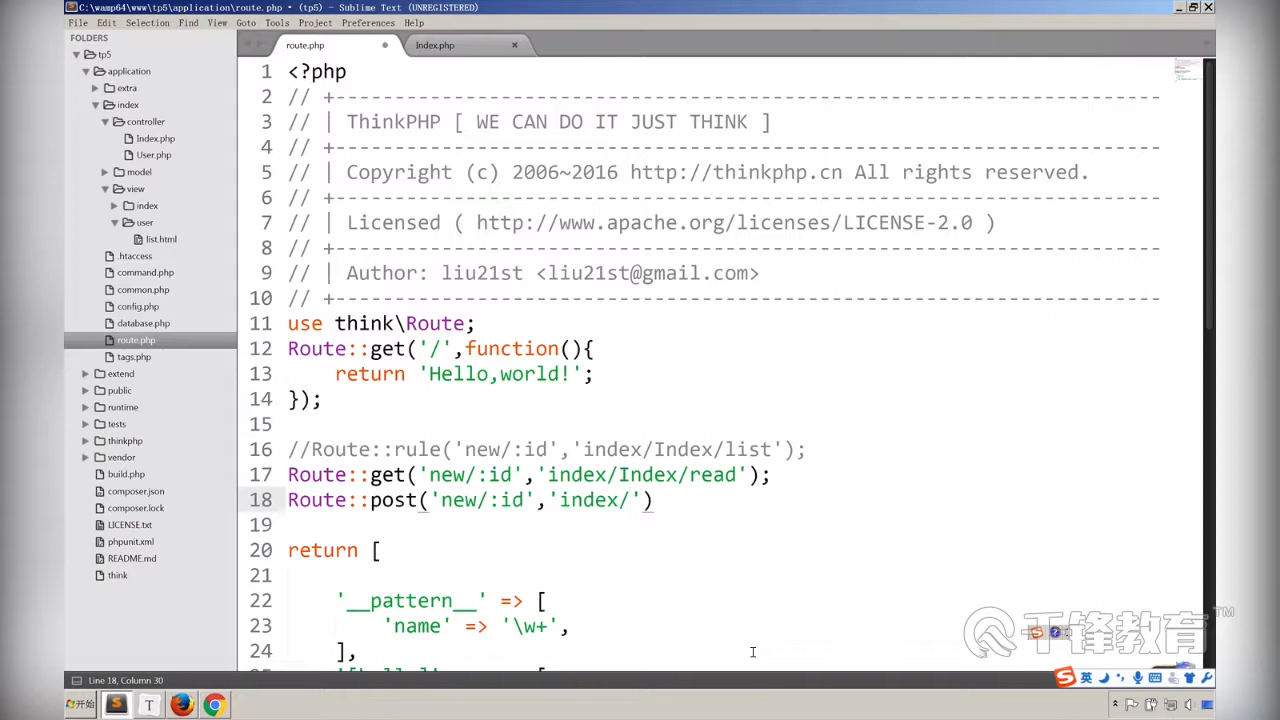 C:\wamp64\www\tp5\application\route.php • (tp5) - Sublime Text (UNREGISTERED)
File Edit Selection Find View Goto Tools Project Preferences Help
FOLDERS
tp5
application
extra
index
controller
Index.php
User.php
model
view
index
user
list.html
.htaccess
command.php
common.php
config.php
database.php
route.php
tags.php
extend
public
runtime
tests
thinkphp
vendor
build.php
composer.json
composer.lock
LICENSE.txt
phpunit.xml
README.md
think
route.php
Index.php
1 <?php
2 // +----------------------------------------------------------------------
3 // | ThinkPHP [ WE CAN DO IT JUST THINK ]
4 // +----------------------------------------------------------------------
5 // | Copyright (c) 2006~2016 http://thinkphp.cn All rights reserved.
6 // +----------------------------------------------------------------------
7 // | Licensed ( http://www.apache.org/licenses/LICENSE-2.0 )
8 // +----------------------------------------------------------------------
9 // | Author: liu21st <liu21st@gmail.com>
10 // +----------------------------------------------------------------------
11 use think\Route;
12 Route::get('/',function(){
13 return 'Hello,world!';
14 });
15
16 //Route::rule('new/:id','index/Index/list');
17 Route::get('new/:id','index/Index/read');
18 Route::post('new/:id','index/')
19
20 return [
21
22 '__pattern__' => [
23 'name' => '\w+',
24 ],
千锋教育™
英
Line 18, Column 30
开始